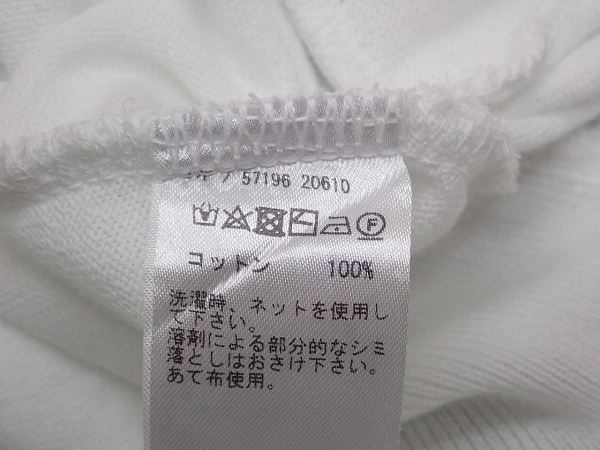 7 57196 20610
コットン 100%
洗濯時、ネットを使用し
て下さい。
溶剤による部分的なシミ
落としはおさけ下さい。
あて布使用。